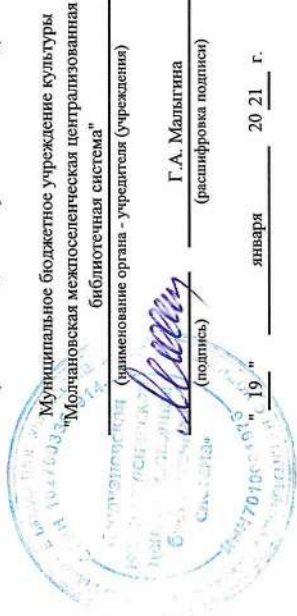 Муниципальное бюджетное учреждение культуры
"Молчановская межпоселенческая централизованная
библиотечная система"
(наименование органа - учредителя (учреждения)
Г.А. Малыгина
(подпись) (расшифровка подписи)
" 19 " января 20 21 г.